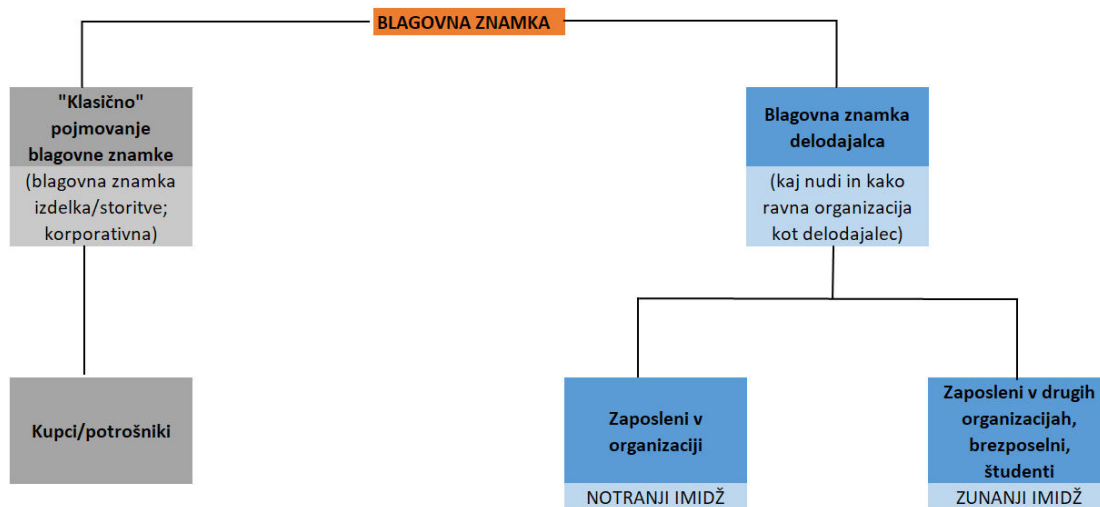 BLAGOVNA ZNAMKA
"Klasično"
pojmovanje
blagovne znamke
(blagovna znamka
izdelka/storitve;
korporativna)
Blagovna znamka
delodajalca
(kaj nudi in kako
ravna organizacija
kot delodajalec)
Kupci/potrošniki
Zaposleni v
organizaciji
NOTRANJI IMIDŽ
Zaposleni v drugih
organizacijah,
brezposelni,
študenti
ZUNANJI IMIDŽ